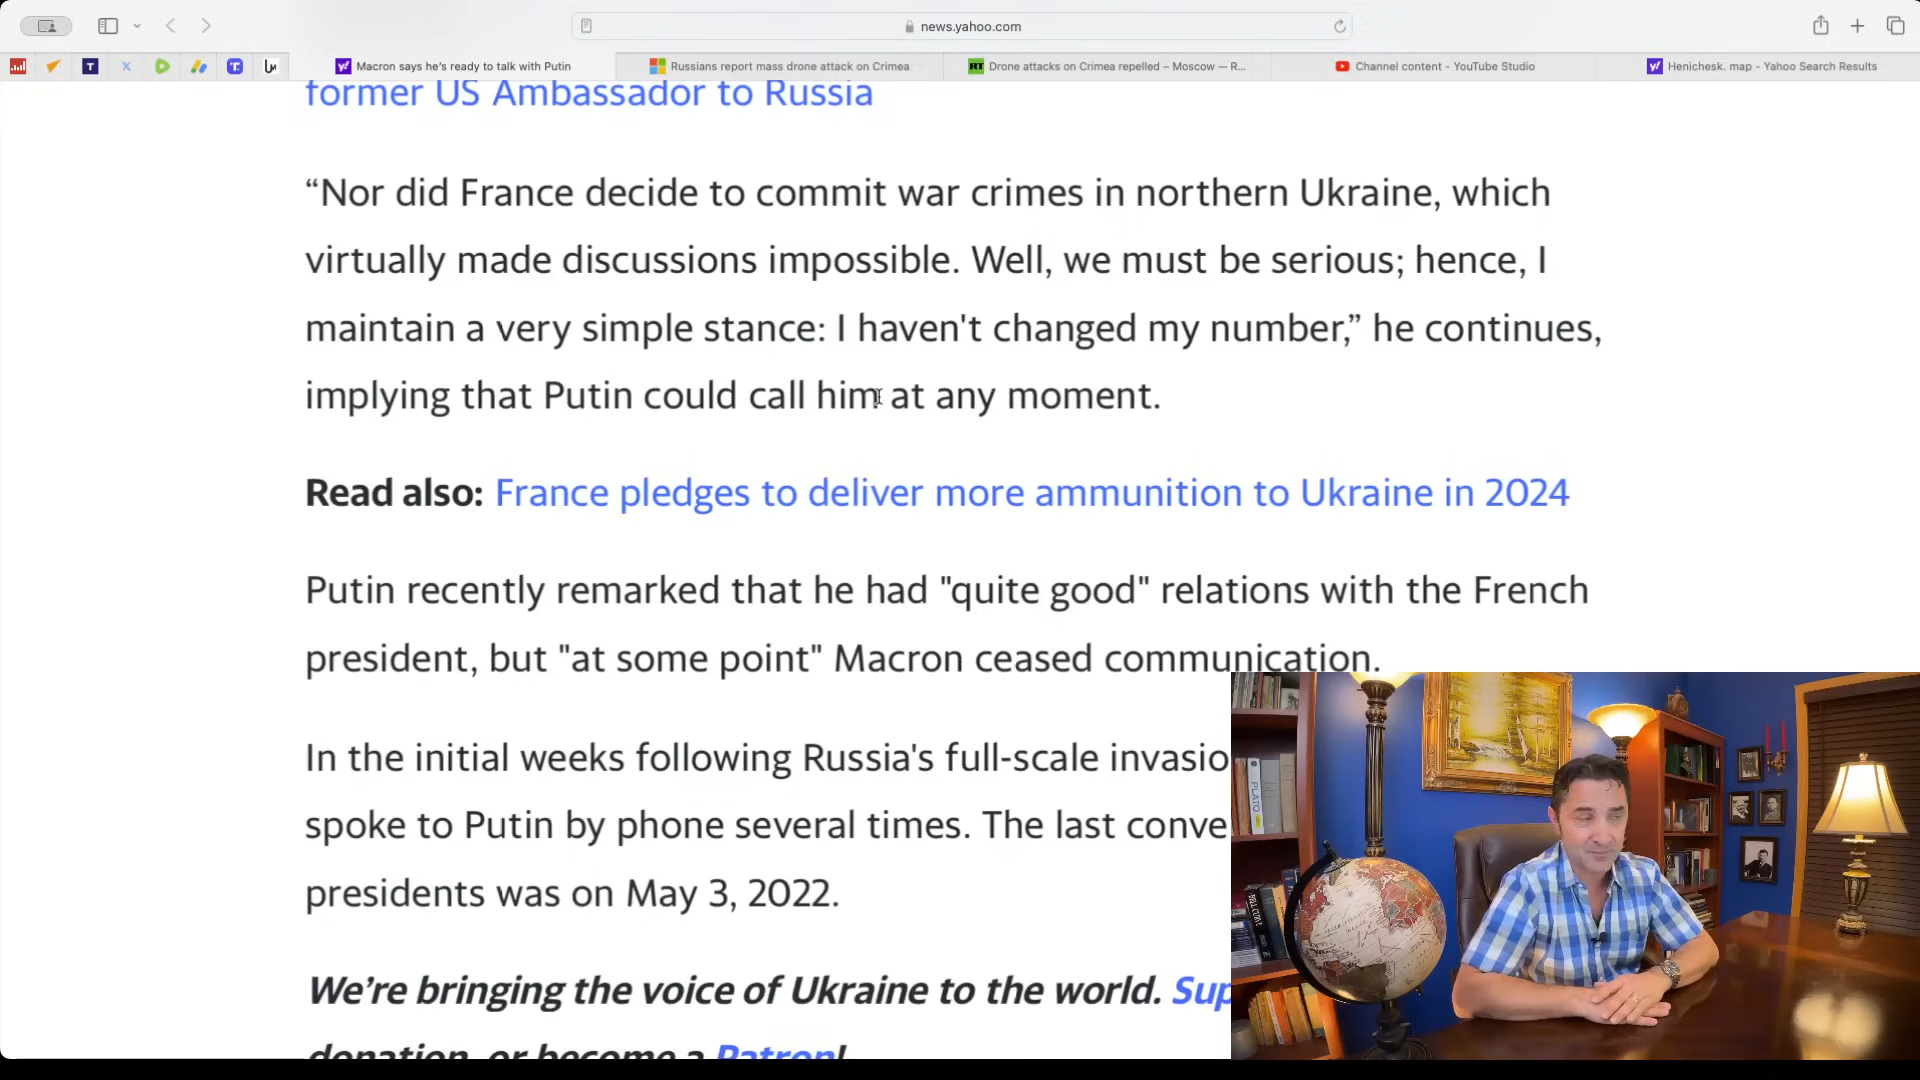 news.yahoo.com
Macron says he's ready to talk with Putin
Russians report mass drone attack on Crimea
Drone attacks on Crimea repelled – Moscow — R...
Channel content - YouTube Studio
Henichesk. map - Yahoo Search Results
former US Ambassador to Russia
“Nor did France decide to commit war crimes in northern Ukraine, which
virtually made discussions impossible. Well, we must be serious; hence, I
maintain a very simple stance: I haven't changed my number,” he continues,
implying that Putin could call him at any moment.
Read also: France pledges to deliver more ammunition to Ukraine in 2024
Putin recently remarked that he had "quite good" relations with the French
president, but "at some point" Macron ceased communication.
In the initial weeks following Russia's full-scale invasio
spoke to Putin by phone several times. The last conve
presidents was on May 3, 2022.
We’re bringing the voice of Ukraine to the world. Sup
donation, or become a Patron!
PLATO
BELL CURVE